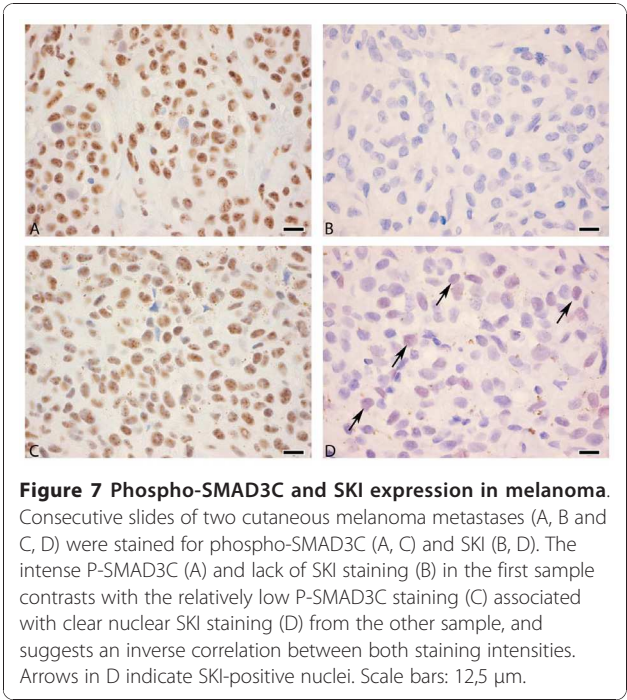 A
B
C
D
Figure 7 Phospho-SMAD3C and SKI expression in melanoma.
Consecutive slides of two cutaneous melanoma metastases (A, B and
C, D) were stained for phospho-SMAD3C (A, C) and SKI (B, D). The
intense P-SMAD3C (A) and lack of SKI staining (B) in the first sample
contrasts with the relatively low P-SMAD3C staining (C) associated
with clear nuclear SKI staining (D) from the other sample, and
suggests an inverse correlation between both staining intensities.
Arrows in D indicate SKI-positive nuclei. Scale bars: 12,5 μm.